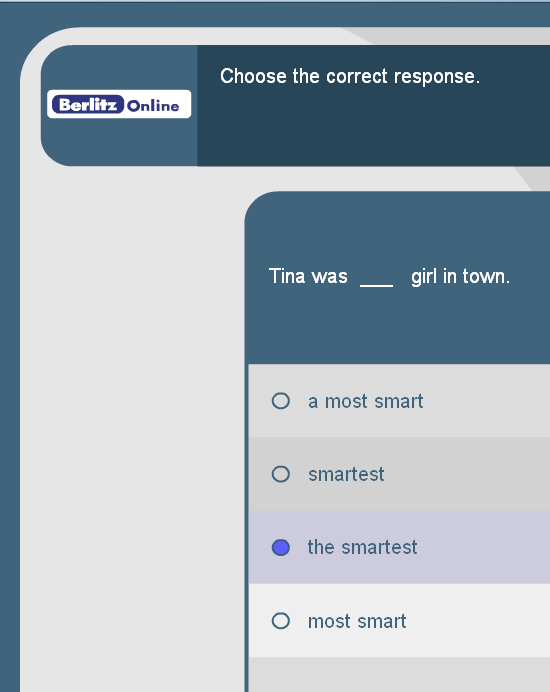 Choose the correct response.
Berlitz Online
Tina was ___ girl in town.
a most smart
smartest
the smartest
most smart